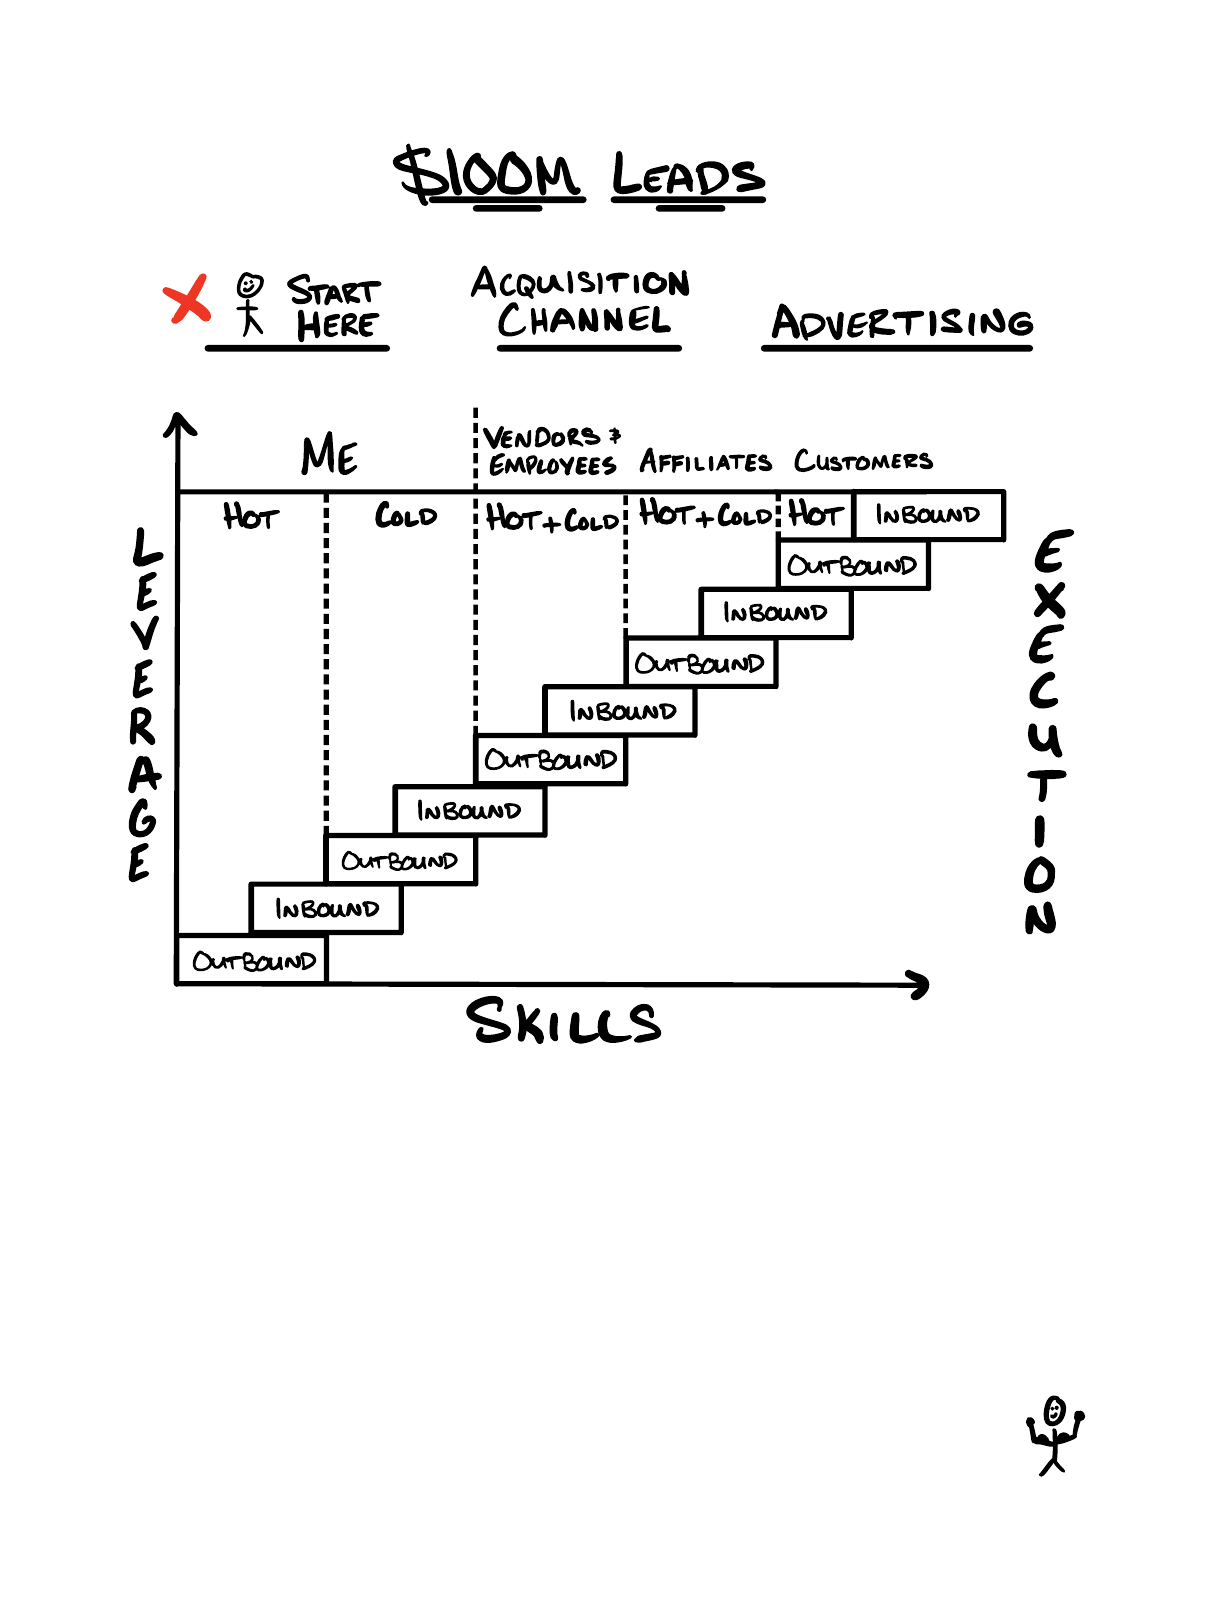 $100M LEADS
START
HERE
ACQUISITION
CHANNEL
ADVERTISING
ME
VENDORS &
EMPLOYEES
AFFILIATES
CUSTOMERS
HOT
COLD
HOT + COLD
HOT + COLD
HOT
INBOUND
OUTBOUND
INBOUND
OUTBOUND
INBOUND
OUTBOUND
INBOUND
OUTBOUND
INBOUND
OUTBOUND
LEVERAGE
EXECUTION
SKILLS